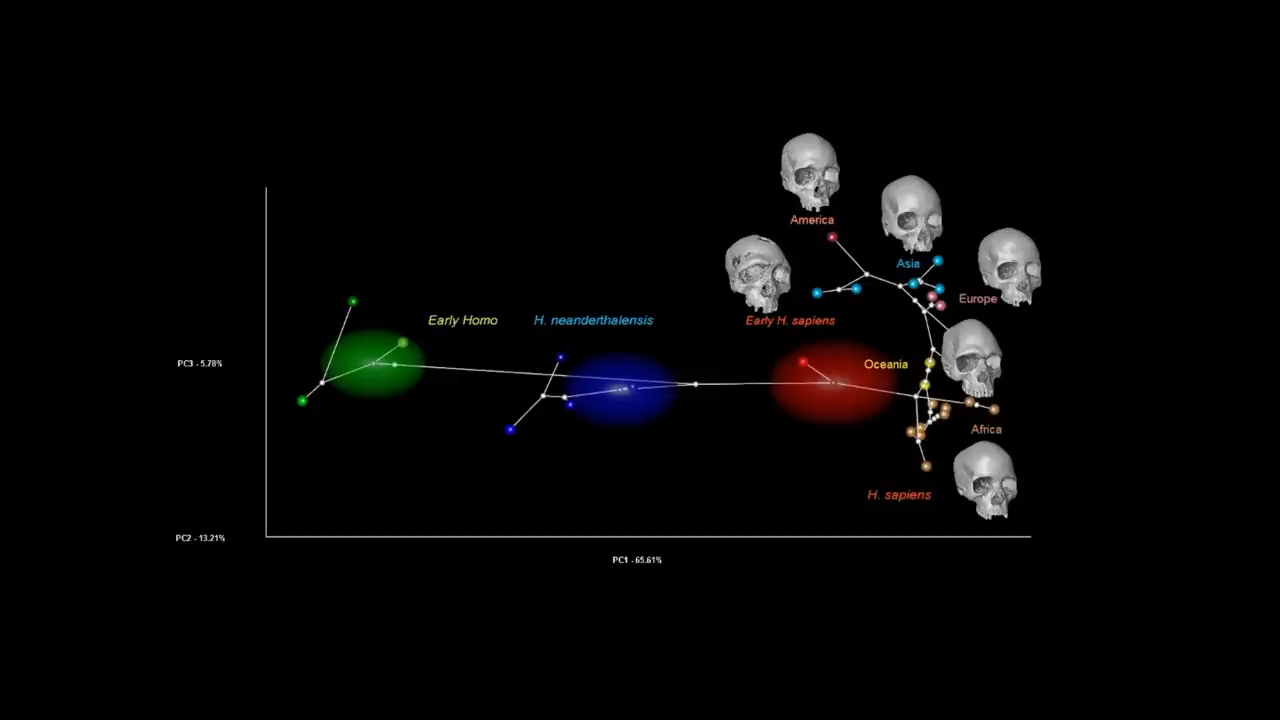 America
Asia
Europe
Early Homo
H. neanderthalensis
Early H. sapiens
PC3 - 5.78%
Oceania
Africa
H. sapiens
PC2 - 13.21%
PC1 - 65.61%